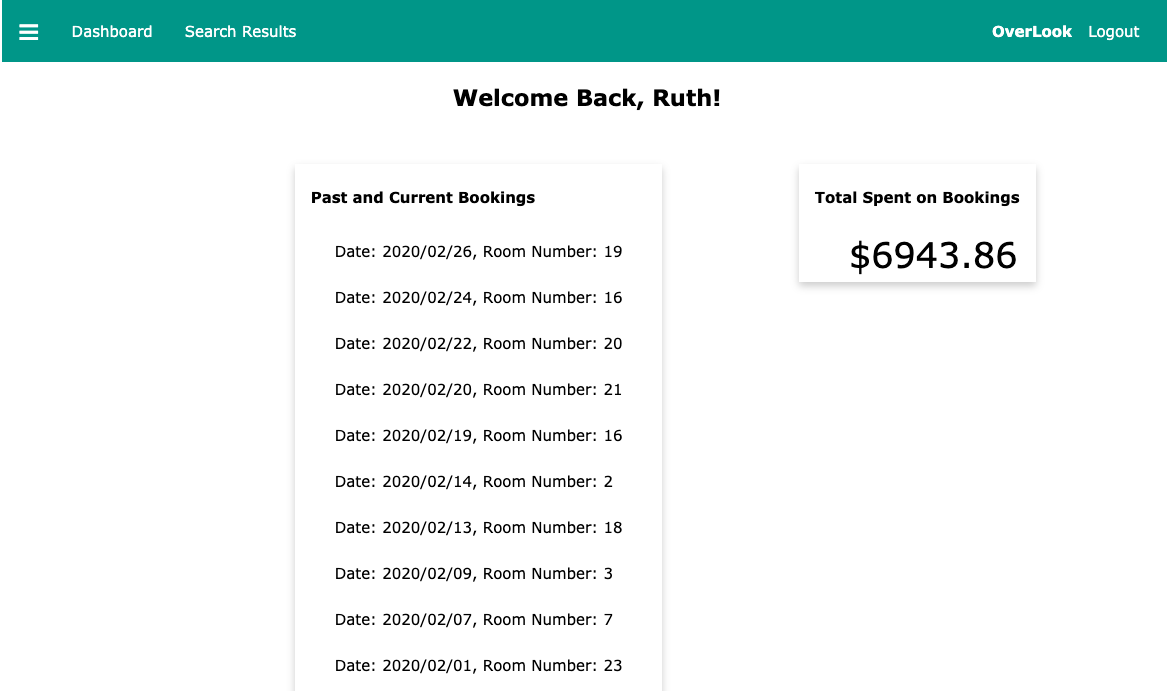 Dashboard Search Results OverLook Logout
Welcome Back, Ruth!
Past and Current Bookings
Date: 2020/02/26, Room Number: 19
Date: 2020/02/24, Room Number: 16
Date: 2020/02/22, Room Number: 20
Date: 2020/02/20, Room Number: 21
Date: 2020/02/19, Room Number: 16
Date: 2020/02/14, Room Number: 2
Date: 2020/02/13, Room Number: 18
Date: 2020/02/09, Room Number: 3
Date: 2020/02/07, Room Number: 7
Date: 2020/02/01, Room Number: 23
Total Spent on Bookings
$6943.86